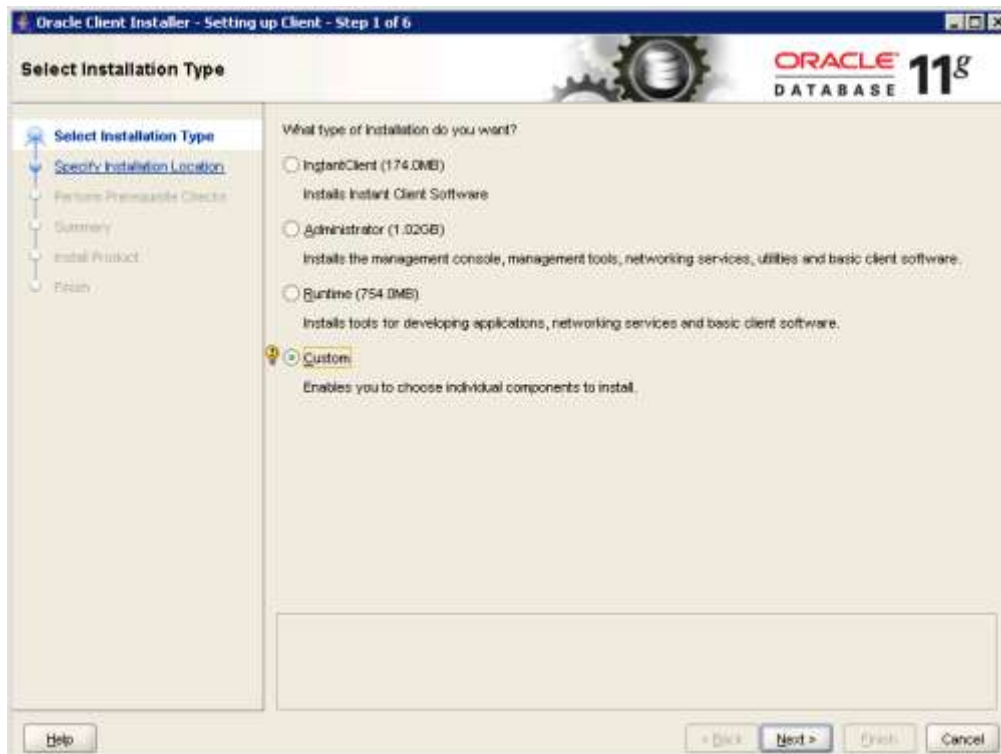 Oracle Client Installer - Setting up Client - Step 1 of 6
Select Installation Type
ORACLE 11g
DATABASE
Select Installation Type
Specify Installation Location
Perform Prerequisite Checks
Summary
Install Product
Finish
What type of installation do you want?
InstantClient (174.0MB)
Installs Instant Client Software
Administrator (1.02GB)
Installs the management console, management tools, networking services, utilities and basic client software.
Runtime (754.0MB)
Installs tools for developing applications, networking services and basic client software.
Custom
Enables you to choose individual components to install.
Help
< Back
Next >
Finish
Cancel